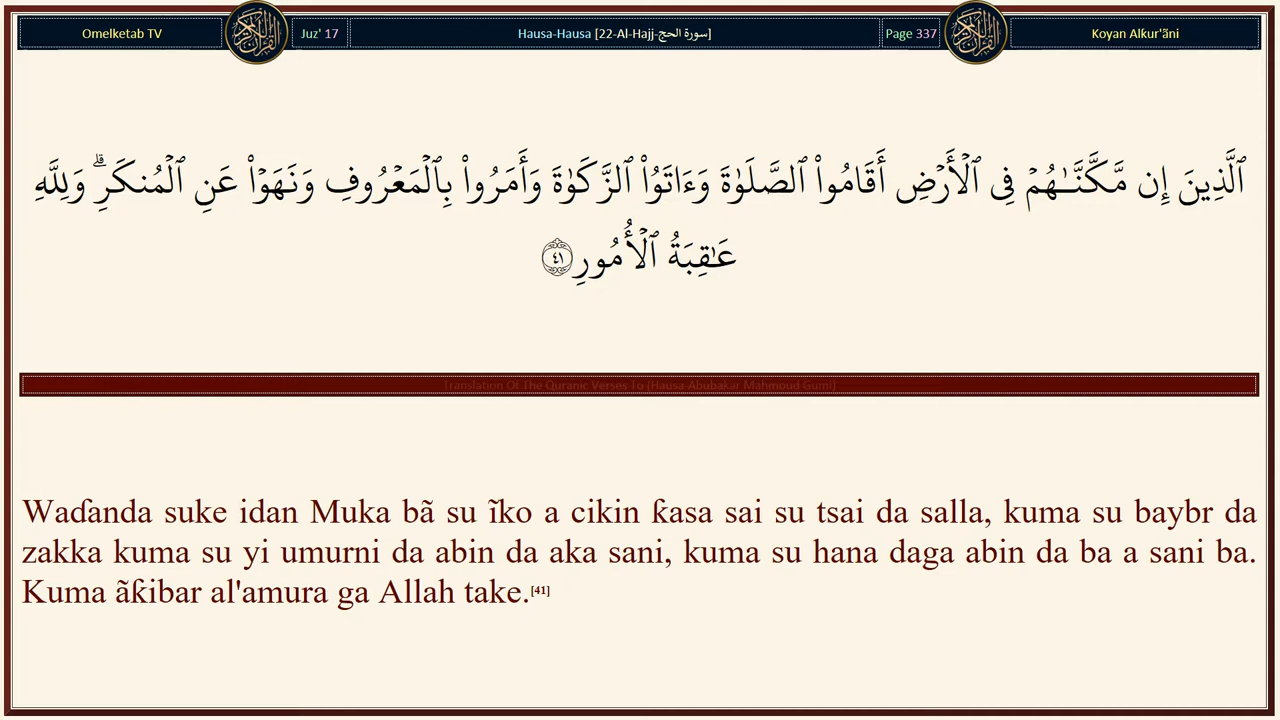 Omelketab TV
Juz' 17
Hausa-Hausa [22-Al-Hajj-سورة الحج]
Page 337
Koyan Alƙur'ãni
ٱلَّذِينَ إِن مَّكَّنَّـٰهُمۡ فِى ٱلۡأَرۡضِ أَقَامُواْ ٱلصَّلَوٰةَ وَءَاتَوُاْ ٱلزَّكَوٰةَ وَأَمَرُواْ بِٱلۡمَعۡرُوفِ وَنَهَوۡاْ عَنِ ٱلۡمُنكَرِۗ وَلِلَّهِ
عَـٰقِبَةُ ٱلۡأُمُورِ ٤١
Translation Of The Quranic Verses To (Hausa-Abubakar Mahmoud Gumi)
Waɗanda suke idan Muka bã su ĩko a cikin ƙasa sai su tsai da salla, kuma su baybr da
zakka kuma su yi umurni da abin da aka sani, kuma su hana daga abin da ba a sani ba.
Kuma ãƙibar al'amura ga Allah take.[41]